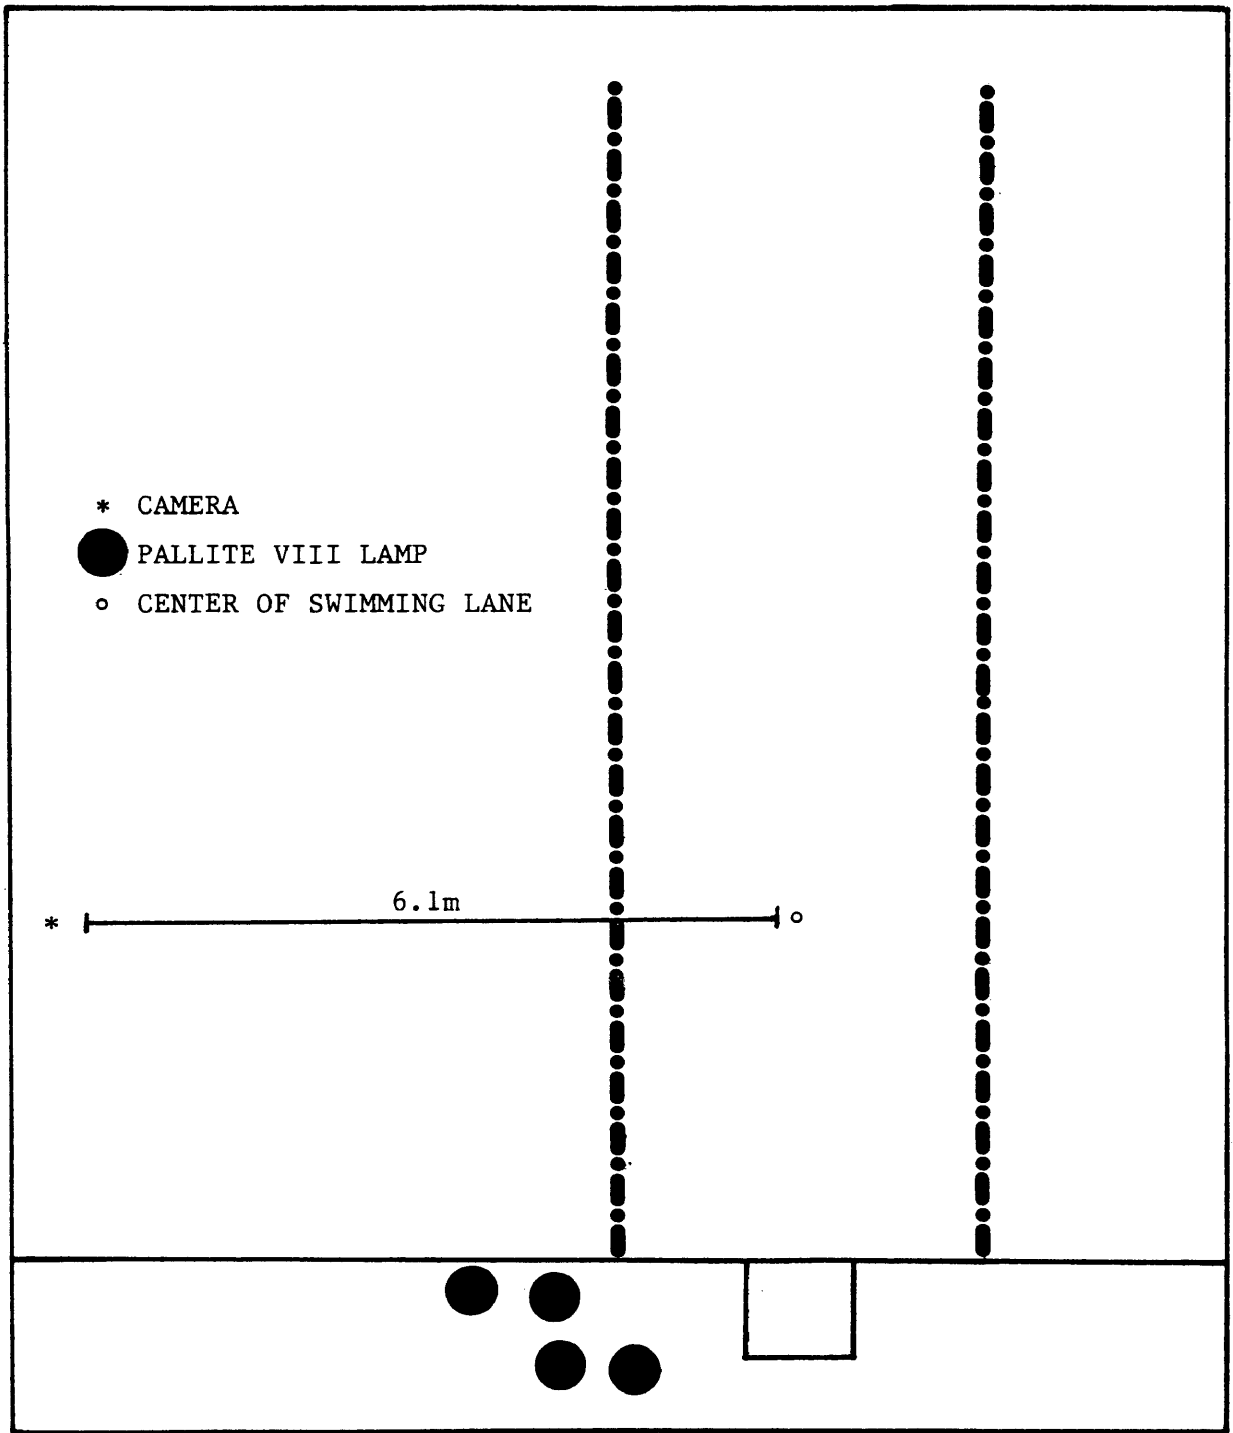 * CAMERA
PALLITE VIII LAMP
CENTER OF SWIMMING LANE
6.1m
*